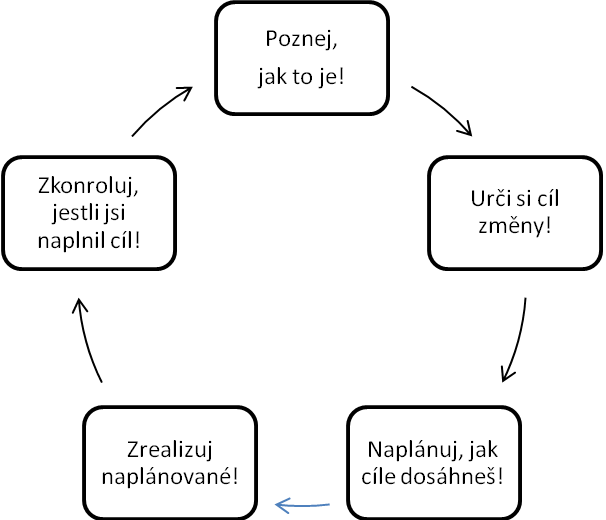 Poznej,
jak to je!
Urči si cíl
změny!
Naplánuj, jak
cíle dosáhneš!
Zrealizuj
naplánované!
Zkonroluj,
jestli jsi
naplnil cíl!